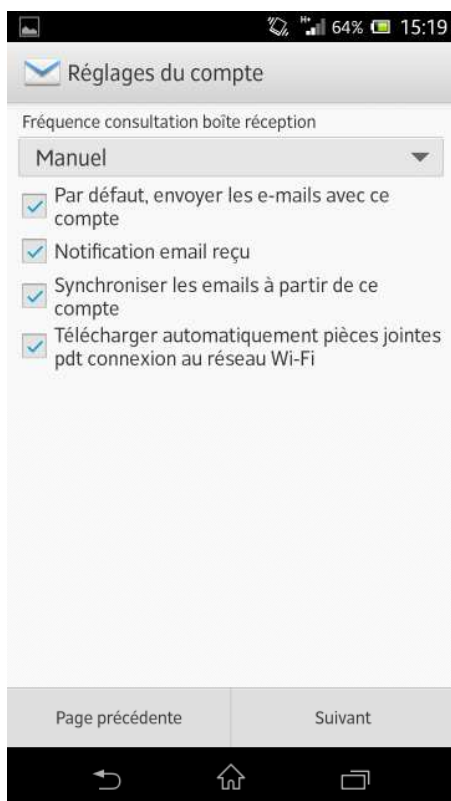 64% 15:19
Réglages du compte
Fréquence consultation boîte réception
Manuel
Par défaut, envoyer les e-mails avec ce
compte
Notification email reçu
Synchroniser les emails à partir de ce
compte
Télécharger automatiquement pièces jointes
pdt connexion au réseau Wi-Fi
Page précédente Suivant